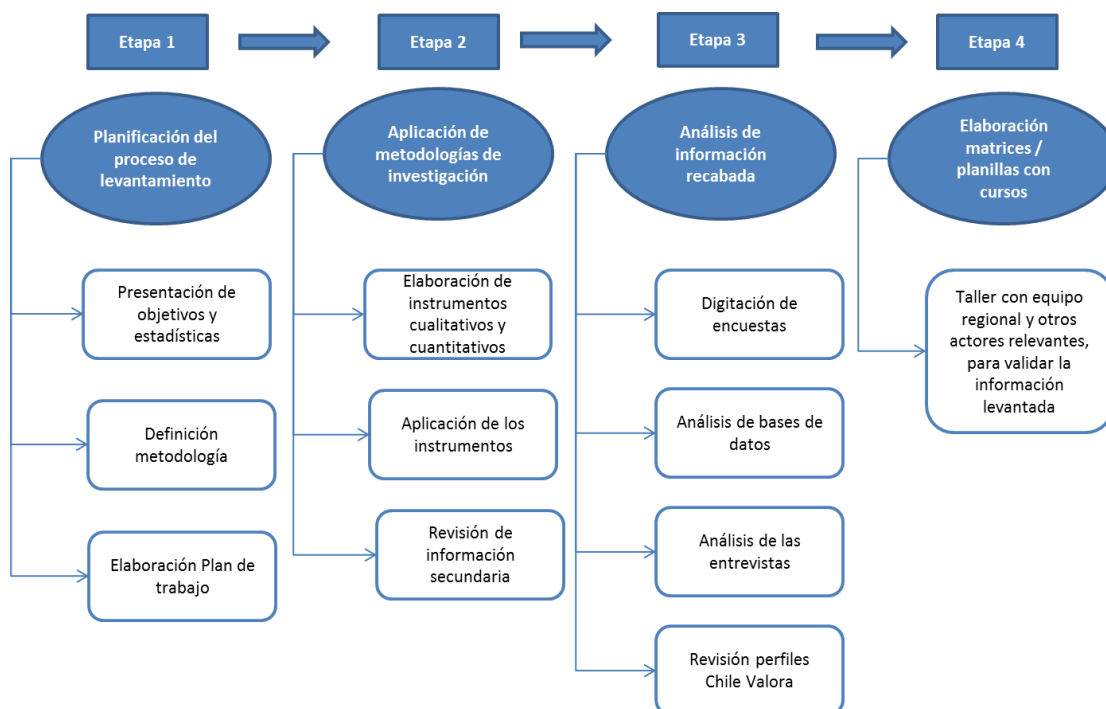 Etapa 1
Etapa 2
Etapa 3
Etapa 4
Planificación del
proceso de
levantamiento
Aplicación de
metodologías de
investigación
Análisis de
información
recabada
Elaboración
matrices /
planillas con
cursos
Presentación de
objetivos y
estadísticas
Definición
metodología
Elaboración Plan de
trabajo
Elaboración de
instrumentos
cualitativos y
cuantitativos
Aplicación de los
instrumentos
Revisión de
información
secundaria
Digitación de
encuestas
Análisis de bases de
datos
Análisis de las
entrevistas
Revisión perfiles
Chile Valora
Taller con equipo
regional y otros
actores relevantes,
para validar la
información
levantada